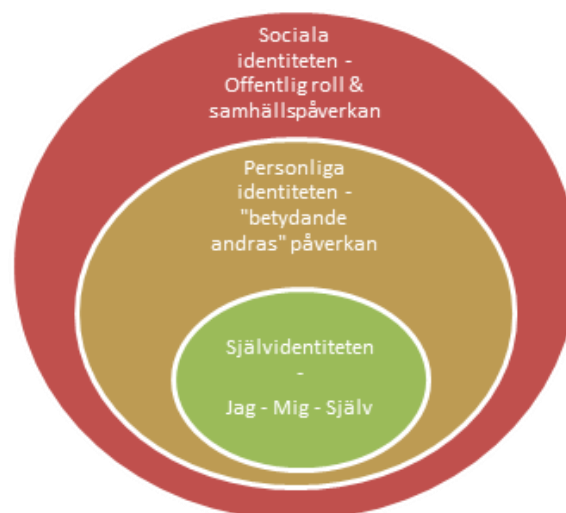 Sociala
identiteten -
Offentlig roll &
samhällspåverkan
Personliga
identiteten -
"betydande
andras" påverkan
Självidentiteten
-
Jag - Mig - Själv